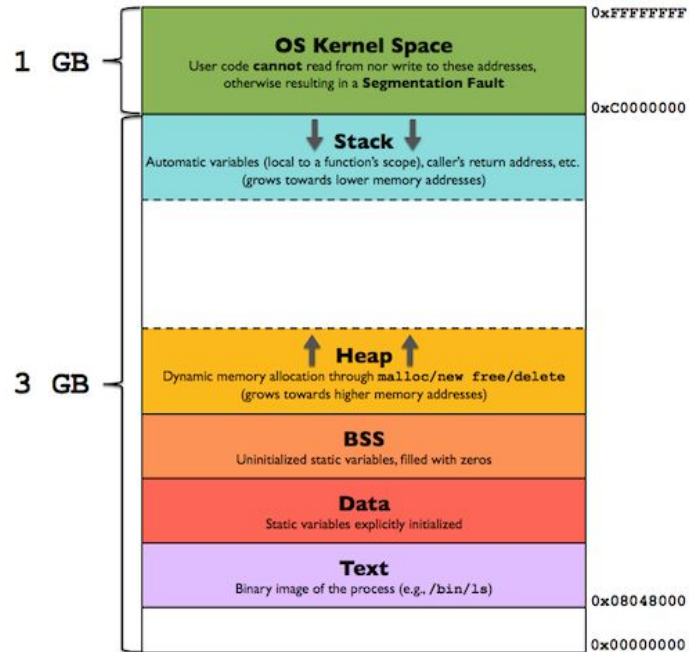 0xFFFFFFFF
1 GB
OS Kernel Space
User code cannot read from nor write to these addresses,
otherwise resulting in a Segmentation Fault
0xC0000000
Stack
Automatic variables (local to a function's scope), caller's return address, etc.
(grows towards lower memory addresses)
3 GB
Heap
Dynamic memory allocation through malloc/new free/delete
(grows towards higher memory addresses)
BSS
Uninitialized static variables, filled with zeros
Data
Static variables explicitly initialized
Text
Binary image of the process (e.g., /bin/ls)
0x08048000
0x00000000